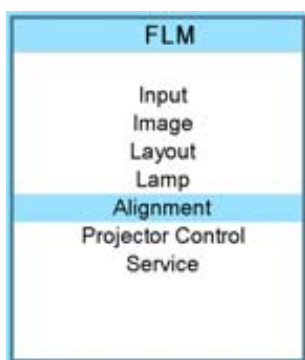 FLM
Input
Image
Layout
Lamp
Alignment
Projector Control
Service